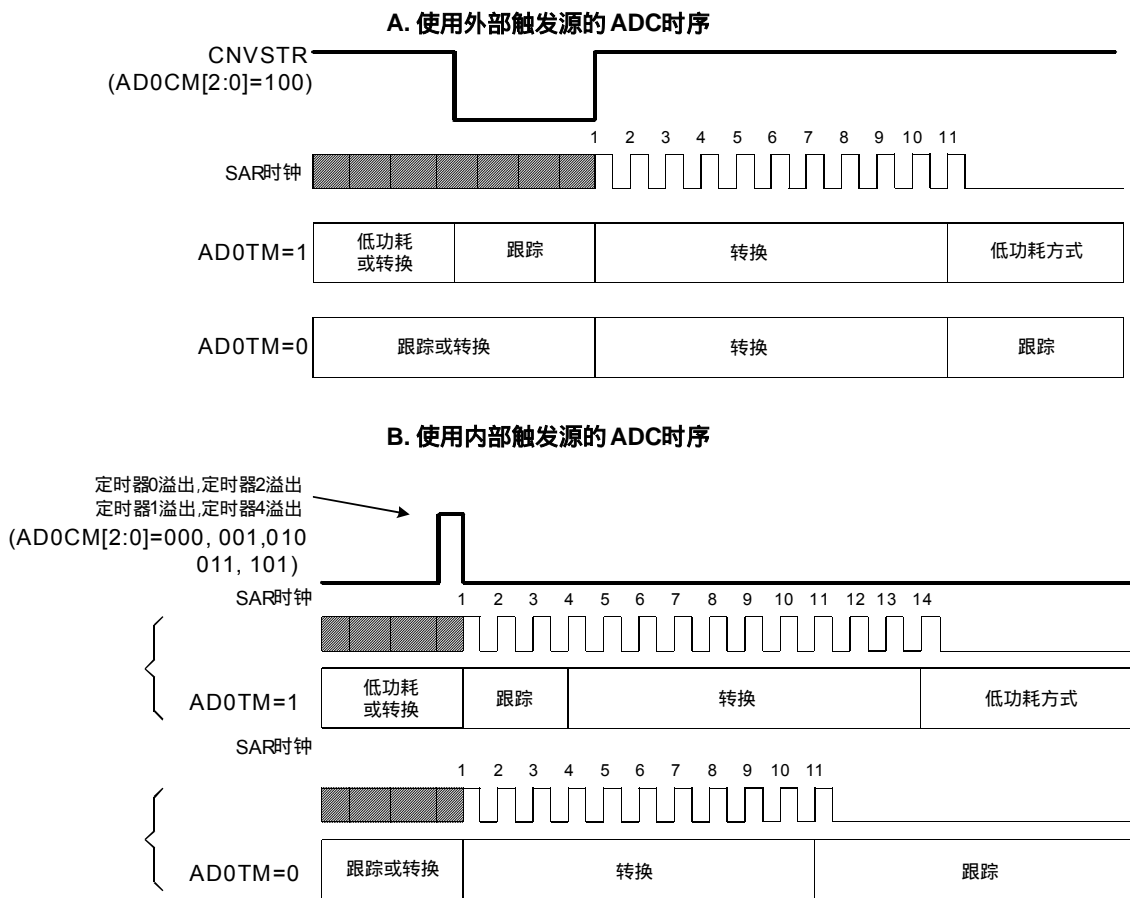 A. 使用外部触发源的ADC时序
CNVSTR
(AD0CM[2:0]=100)
1 2 3 4 5 6 7 8 9 10 11
SAR时钟
AD0TM=1
低功耗
或转换
跟踪
转换
低功耗方式
AD0TM=0
跟踪或转换
转换
跟踪
B. 使用内部触发源的ADC时序
定时器0溢出,定时器2溢出
定时器1溢出,定时器4溢出
(AD0CM[2:0]=000, 001,010
011, 101)
SAR时钟
1 2 3 4 5 6 7 8 9 10 11 12 13 14
AD0TM=1
低功耗
或转换
跟踪
转换
低功耗方式
SAR时钟
1 2 3 4 5 6 7 8 9 10 11
AD0TM=0
跟踪或转换
转换
跟踪